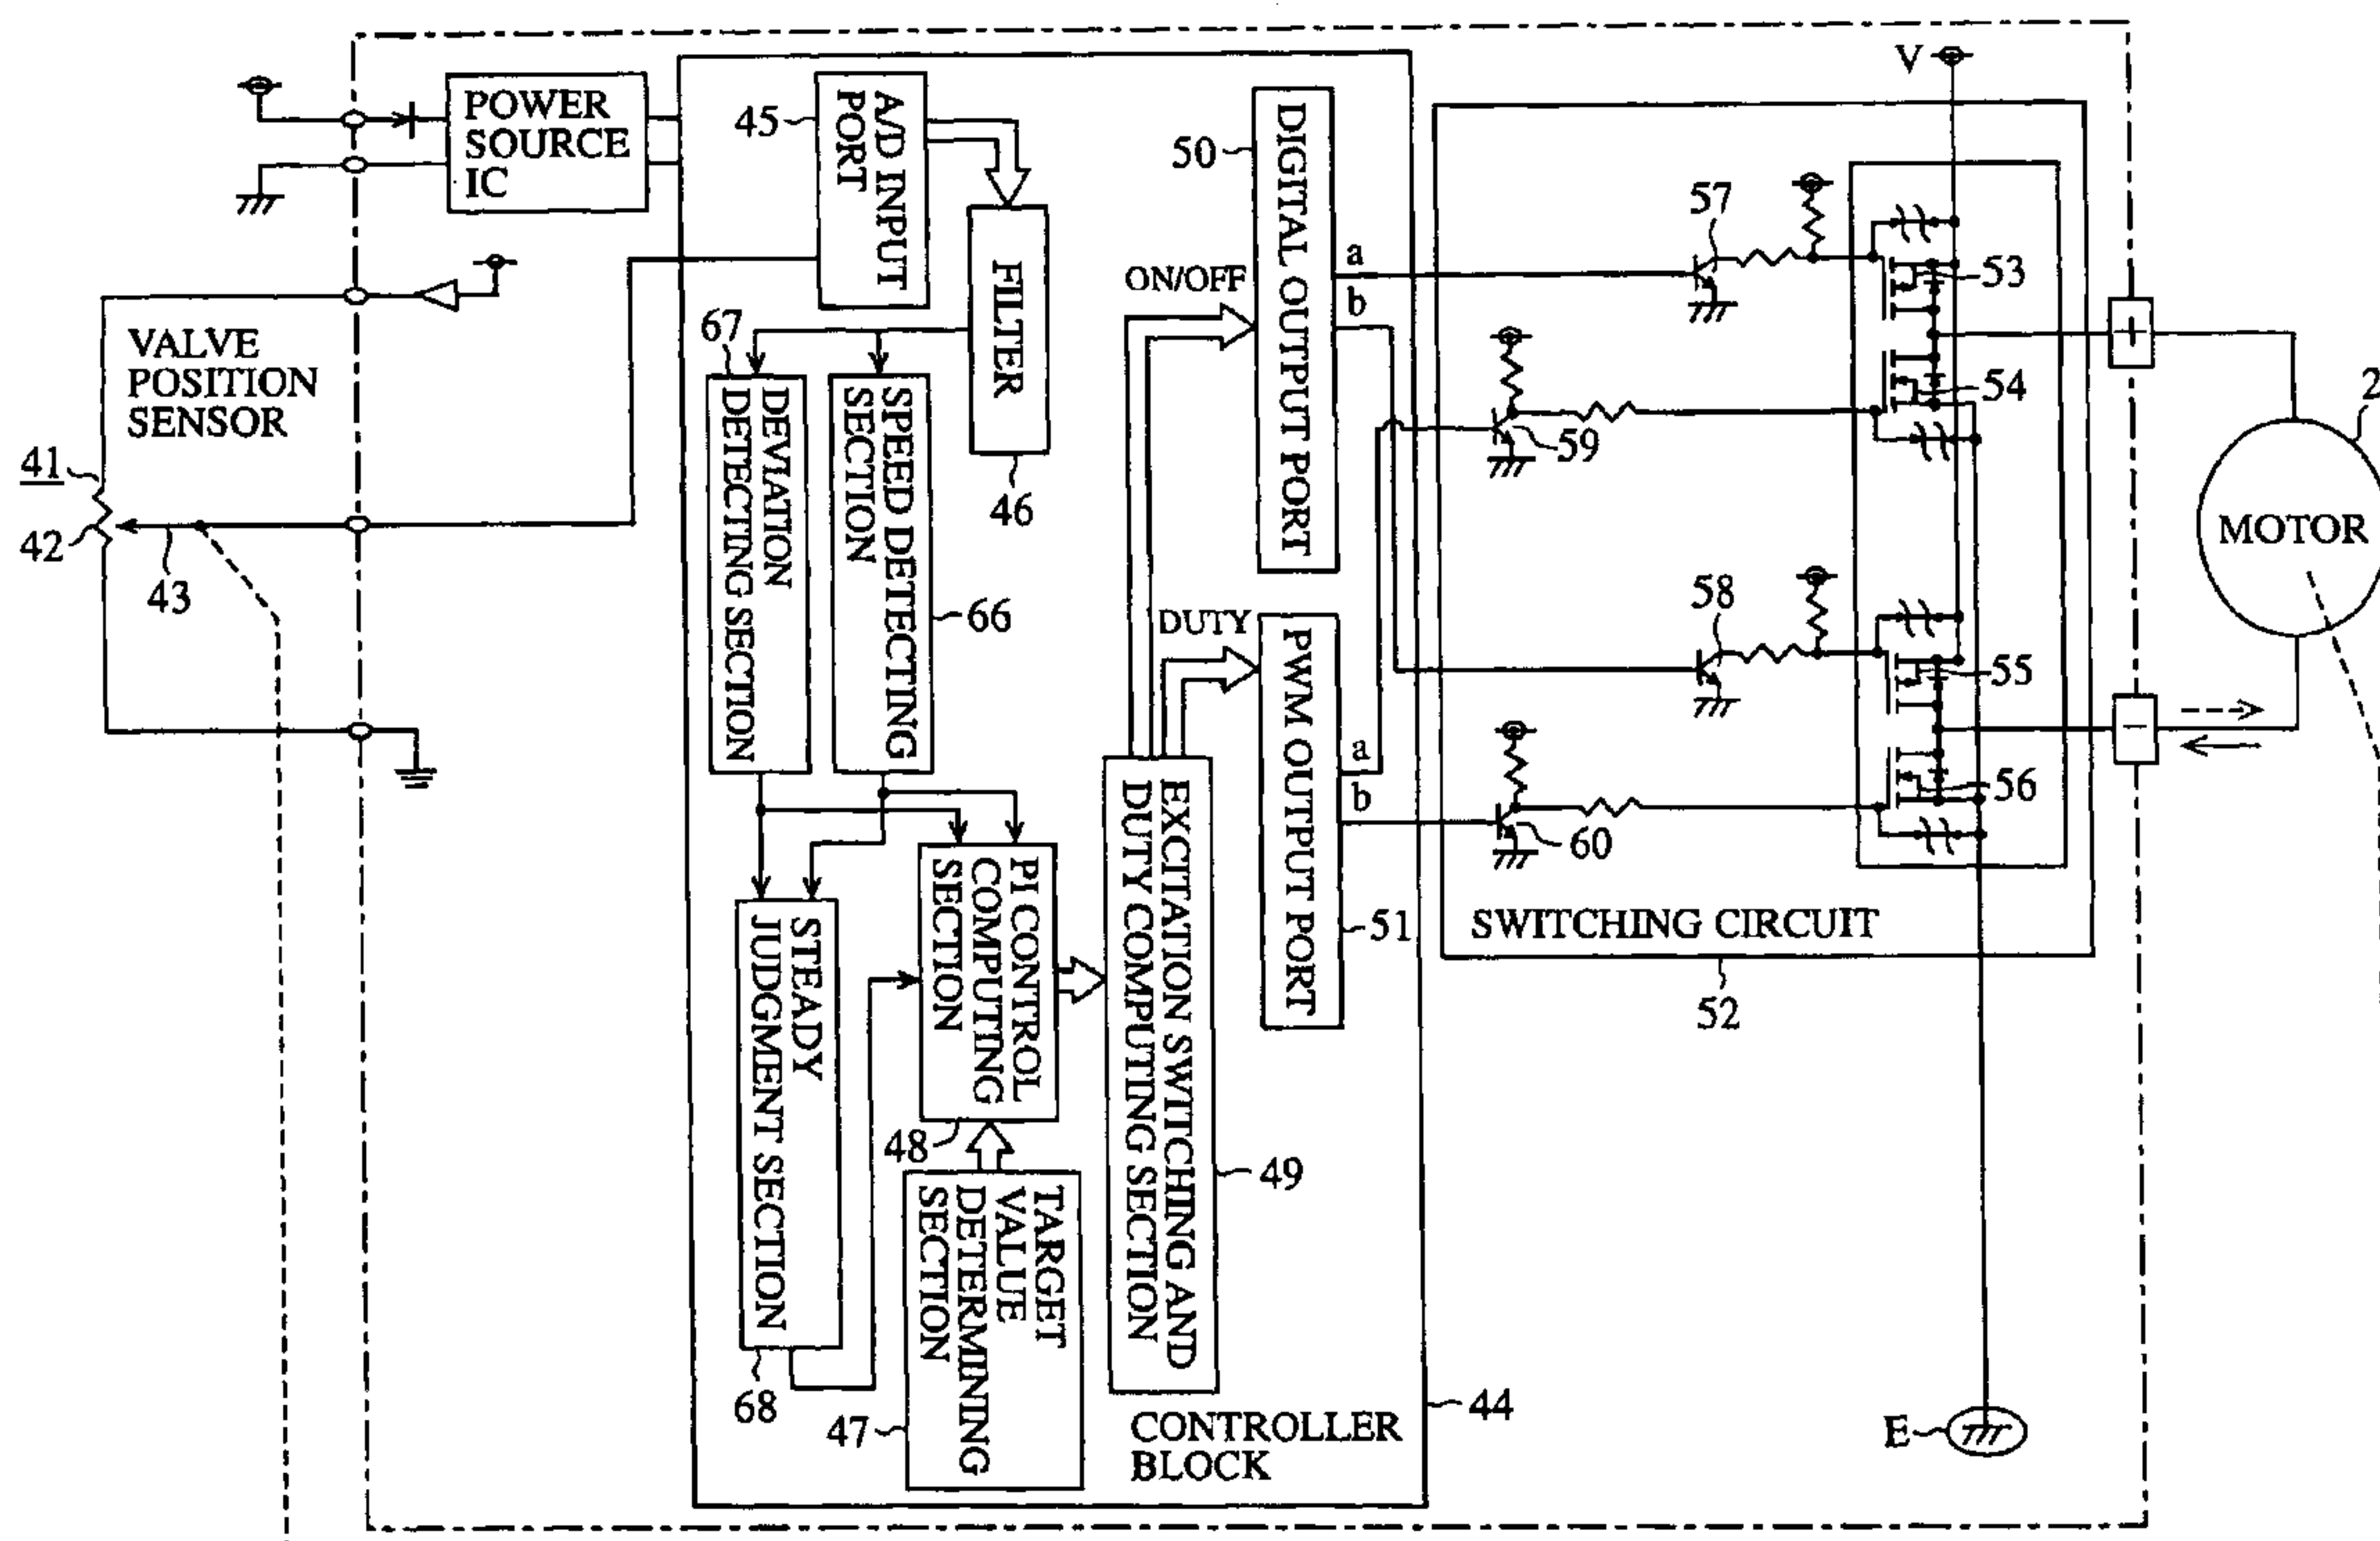 V
POWER
SOURCE
IC
45
A/D INPUT
PORT
50
DIGITAL OUTPUT PORT
a
b
ON/OFF
57
53
FILTER
46
VALVE
POSITION
SENSOR
67
DEVIATION
DETECTING SECTION
SPEED DETECTING
SECTION
66
54
59
2
+
MOTOR
41
42
43
58
DUTY
PWM OUTPUT PORT
a
b
51
55
56
60
−
SWITCHING CIRCUIT
52
STEADY
JUDGMENT SECTION
68
PI CONTROL
COMPUTING
SECTION
48
EXCITATION SWITCHING AND
DUTY COMPUTING SECTION
49
TARGET
VALUE
DETERMINING
SECTION
47
CONTROLLER
BLOCK
44
E